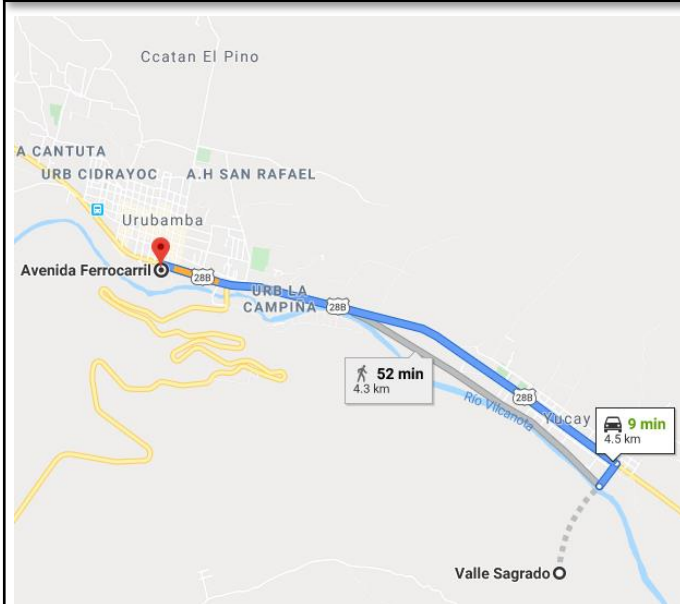 Ccatan El Pino
A CANTUTA
URB CIDRAYOC
A.H SAN RAFAEL
Urubamba
Avenida Ferrocarril
28B
URB LA
CAMPIÑA
28B
52 min
4.3 km
28B
Río Vilcanota
Yucay
9 min
4.5 km
Valle Sagrado